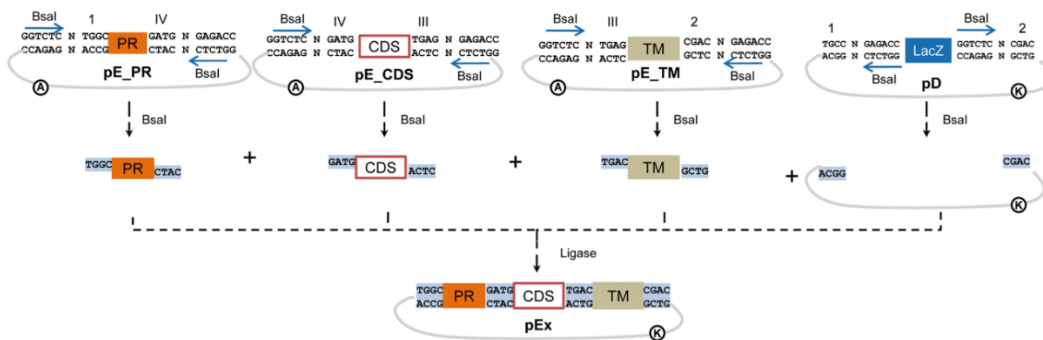 BsaI 1 IV
GGTCTC N TGGC PR GATG N GAGACC
CCAGAG N ACCG CTAC N CTCTGG
BsaI
pE_PR
A
BsaI IV III
GGTCTC N GATG CDS TGAG N GAGACC
CCAGAG N CTAC ACTC N CTCTGG
BsaI
pE_CDS
A
BsaI III 2
GGTCTC N TGAG TM CGAC N GAGACC
CCAGAG N ACTC GCTC N CTCTGG
BsaI
pE_TM
A
1 BsaI 2
TGCC N GAGACC LacZ GGTCTC N CGAC
ACGG N CTCTGG CCAGAG N GCTG
BsaI
pD
K
BsaI BsaI BsaI BsaI
TGGC PR CTAC + GATG CDS ACTC + TGAC TM GCTG + ACGG CGAC
K
Ligase
TGGC PR GATG CDS TGAC TM CGAC
ACCG CTAC ACTG GCTG
pEx
K